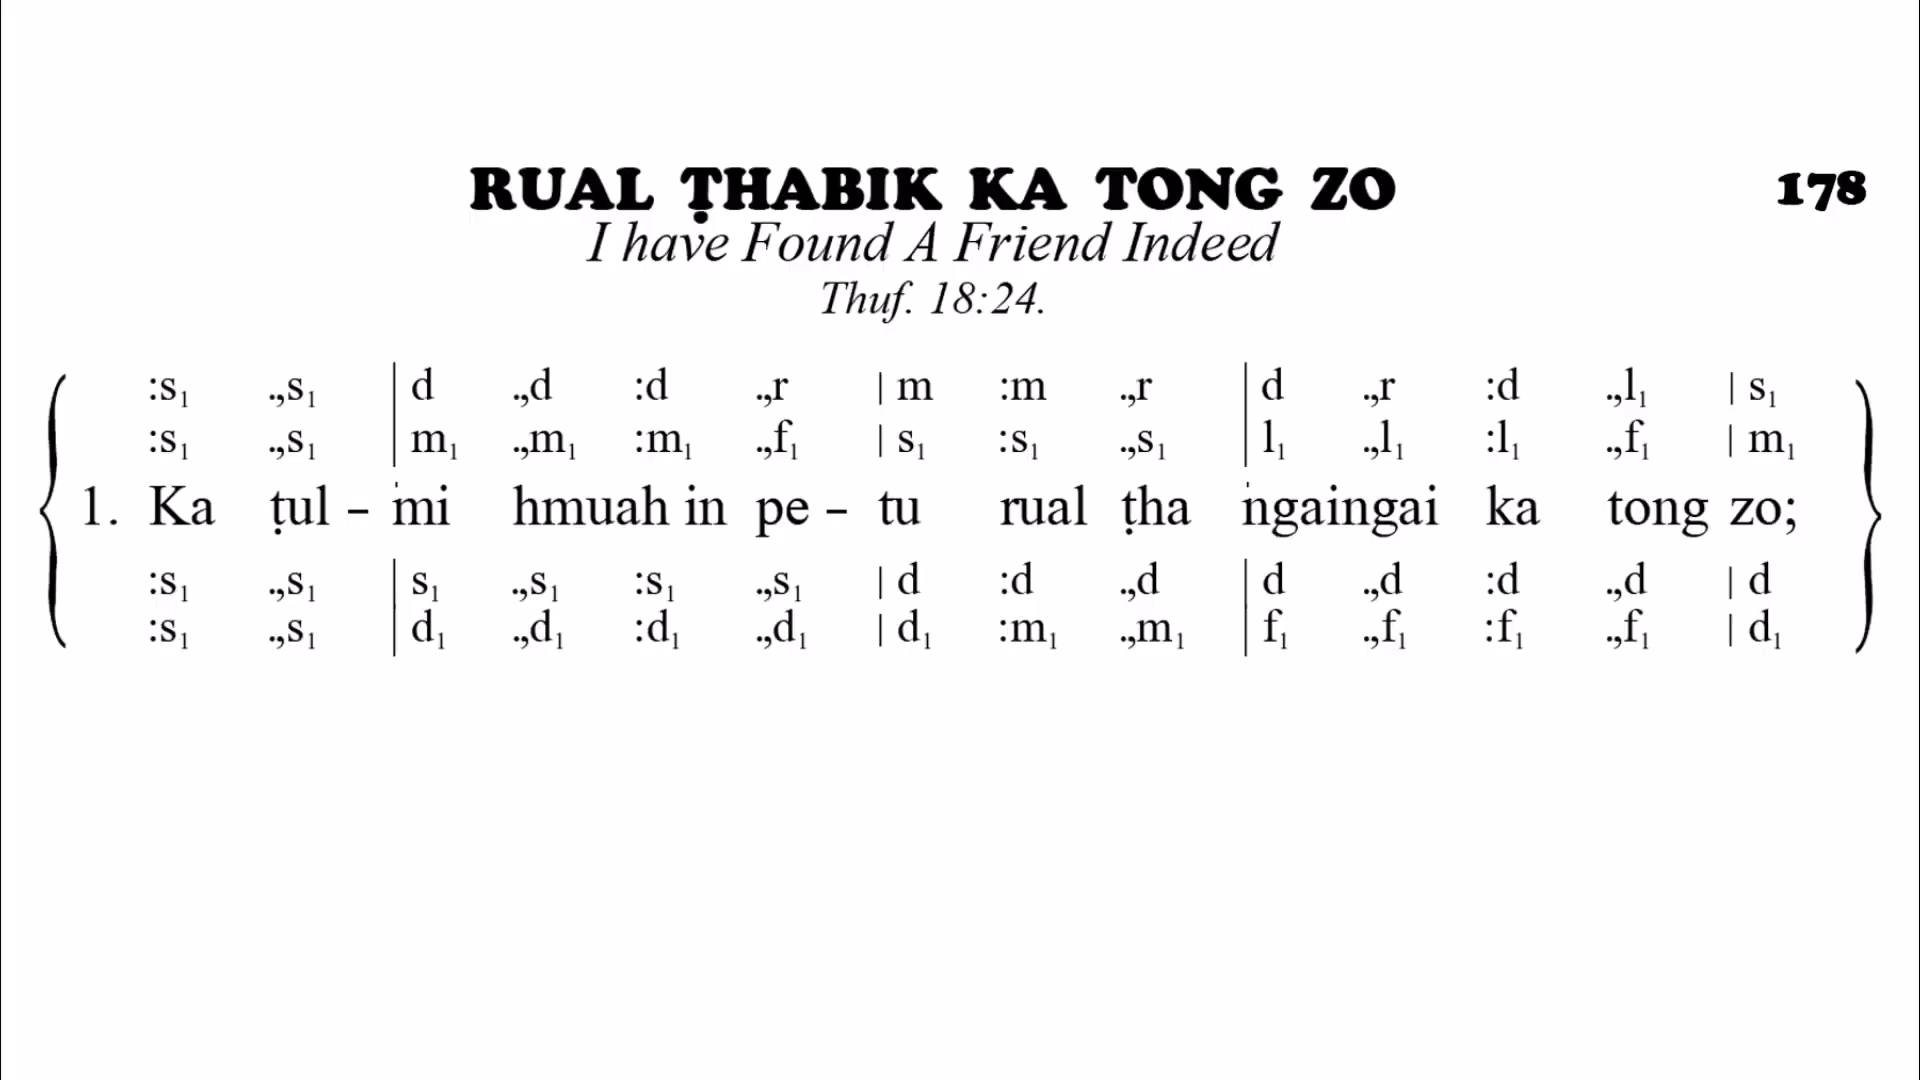 RUAL ṬHABIK KA TONG ZO 178
I have Found A Friend Indeed
Thuf. 18:24.
:s₁ .,s₁ | d .,d :d .,r | m :m .,r | d .,r :d .,l₁ | s₁
:s₁ .,s₁ | m₁ .,m₁ :m₁ .,f₁ | s₁ :s₁ .,s₁ | l₁ .,l₁ :l₁ .,f₁ | m₁
1. Ka ṭul – 'mi hmuah in pe – tu rual ṭha 'ngaingai ka tong zo;
:s₁ .,s₁ | s₁ .,s₁ :s₁ .,s₁ | d :d .,d | d .,d :d .,d | d
:s₁ .,s₁ | d₁ .,d₁ :d₁ .,d₁ | d₁ :m₁ .,m₁ | f₁ .,f₁ :f₁ .,f₁ | d₁